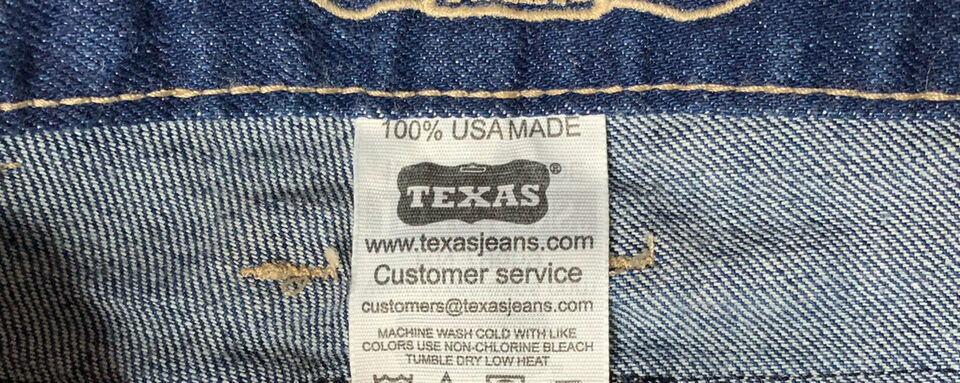 100% USA MADE
TEXAS®
www.texasjeans.com
Customer service
customers@texasjeans.com
MACHINE WASH COLD WITH LIKE
COLORS USE NON-CHLORINE BLEACH
TUMBLE DRY LOW HEAT